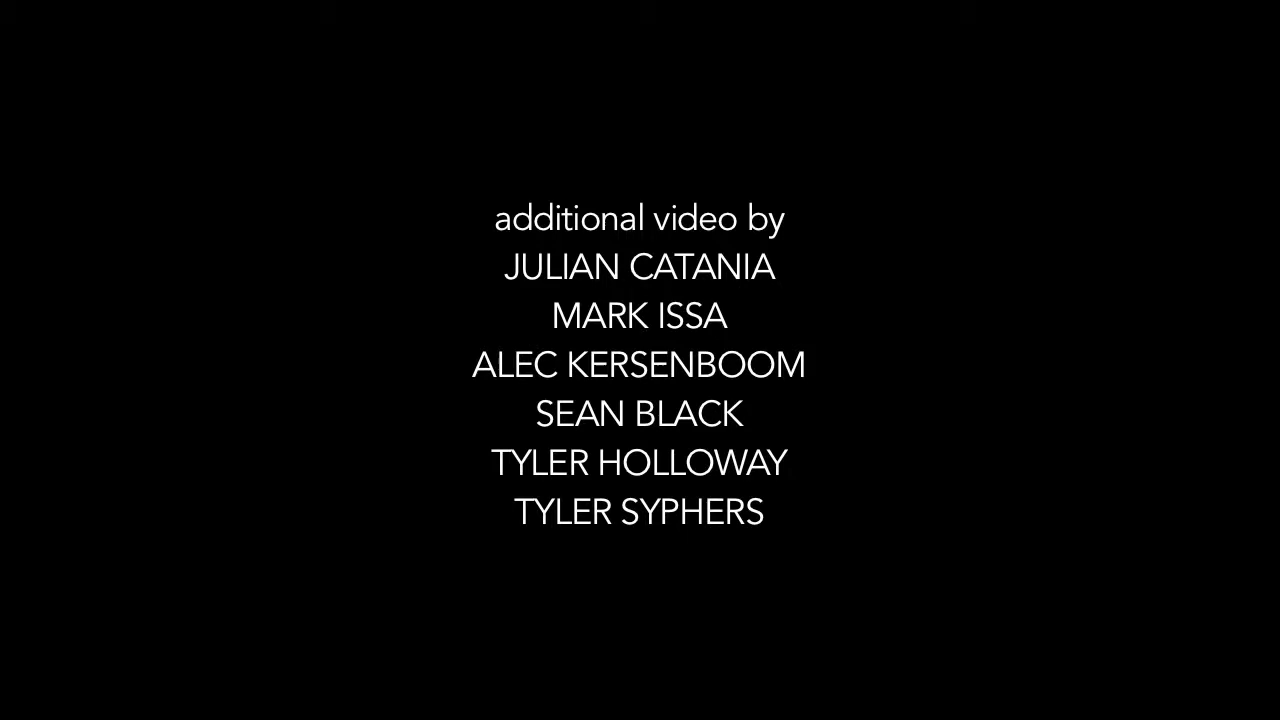 additional video by
JULIAN CATANIA
MARK ISSA
ALEC KERSENBOOM
SEAN BLACK
TYLER HOLLOWAY
TYLER SYPHERS